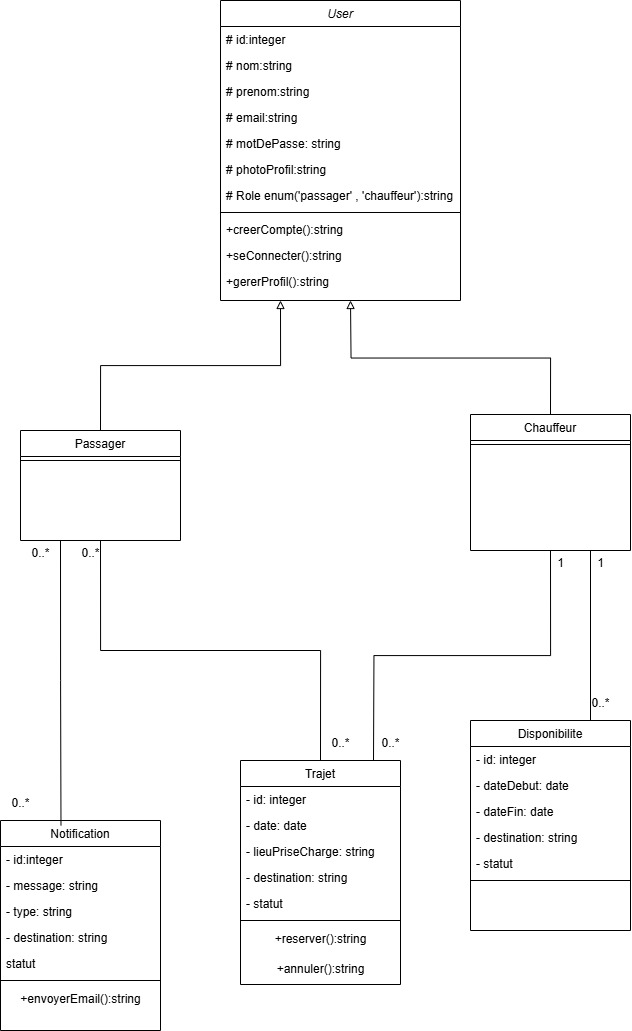 User
# id:integer
# nom:string
# prenom:string
# email:string
# motDePasse: string
# photoProfil:string
# Role enum('passager' , 'chauffeur'):string
+creerCompte():string
+seConnecter():string
+gererProfil():string
Passager
Chauffeur
0..*
0..*
1
1
0..*
0..*
0..*
0..*
Notification
- id:integer
- message: string
- type: string
- destination: string
statut
+envoyerEmail():string
Trajet
- id: integer
- date: date
- lieuPriseCharge: string
- destination: string
- statut
+reserver():string
+annuler():string
Disponibilite
- id: integer
- dateDebut: date
- dateFin: date
- destination: string
- statut